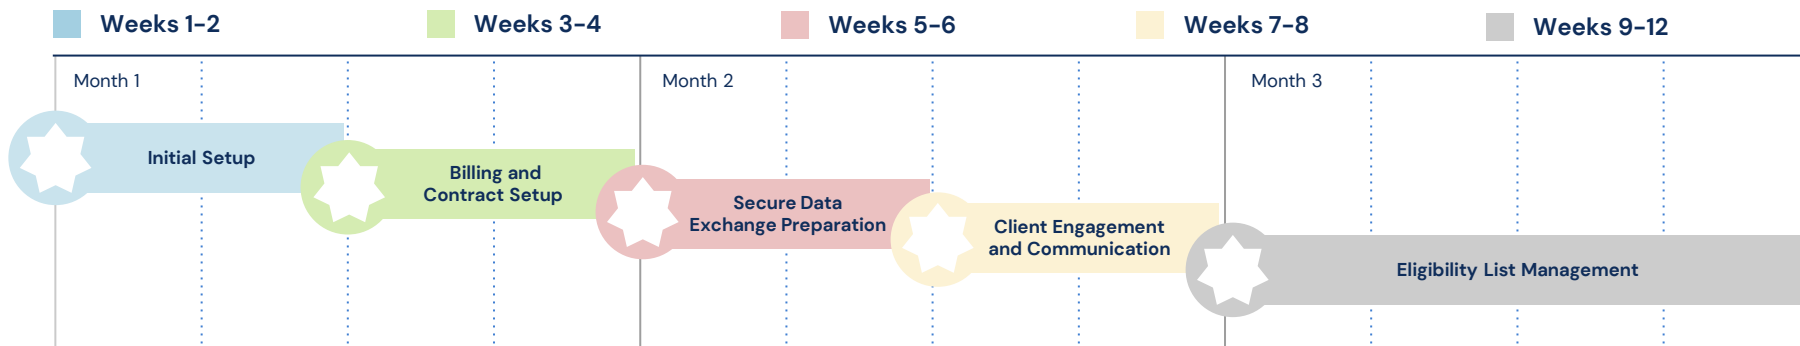 Weeks 1-2
Weeks 3-4
Weeks 5-6
Weeks 7-8
Weeks 9-12
Month 1
Month 2
Month 3
Initial Setup
Billing and
Contract Setup
Secure Data
Exchange Preparation
Client Engagement
and Communication
Eligibility List Management